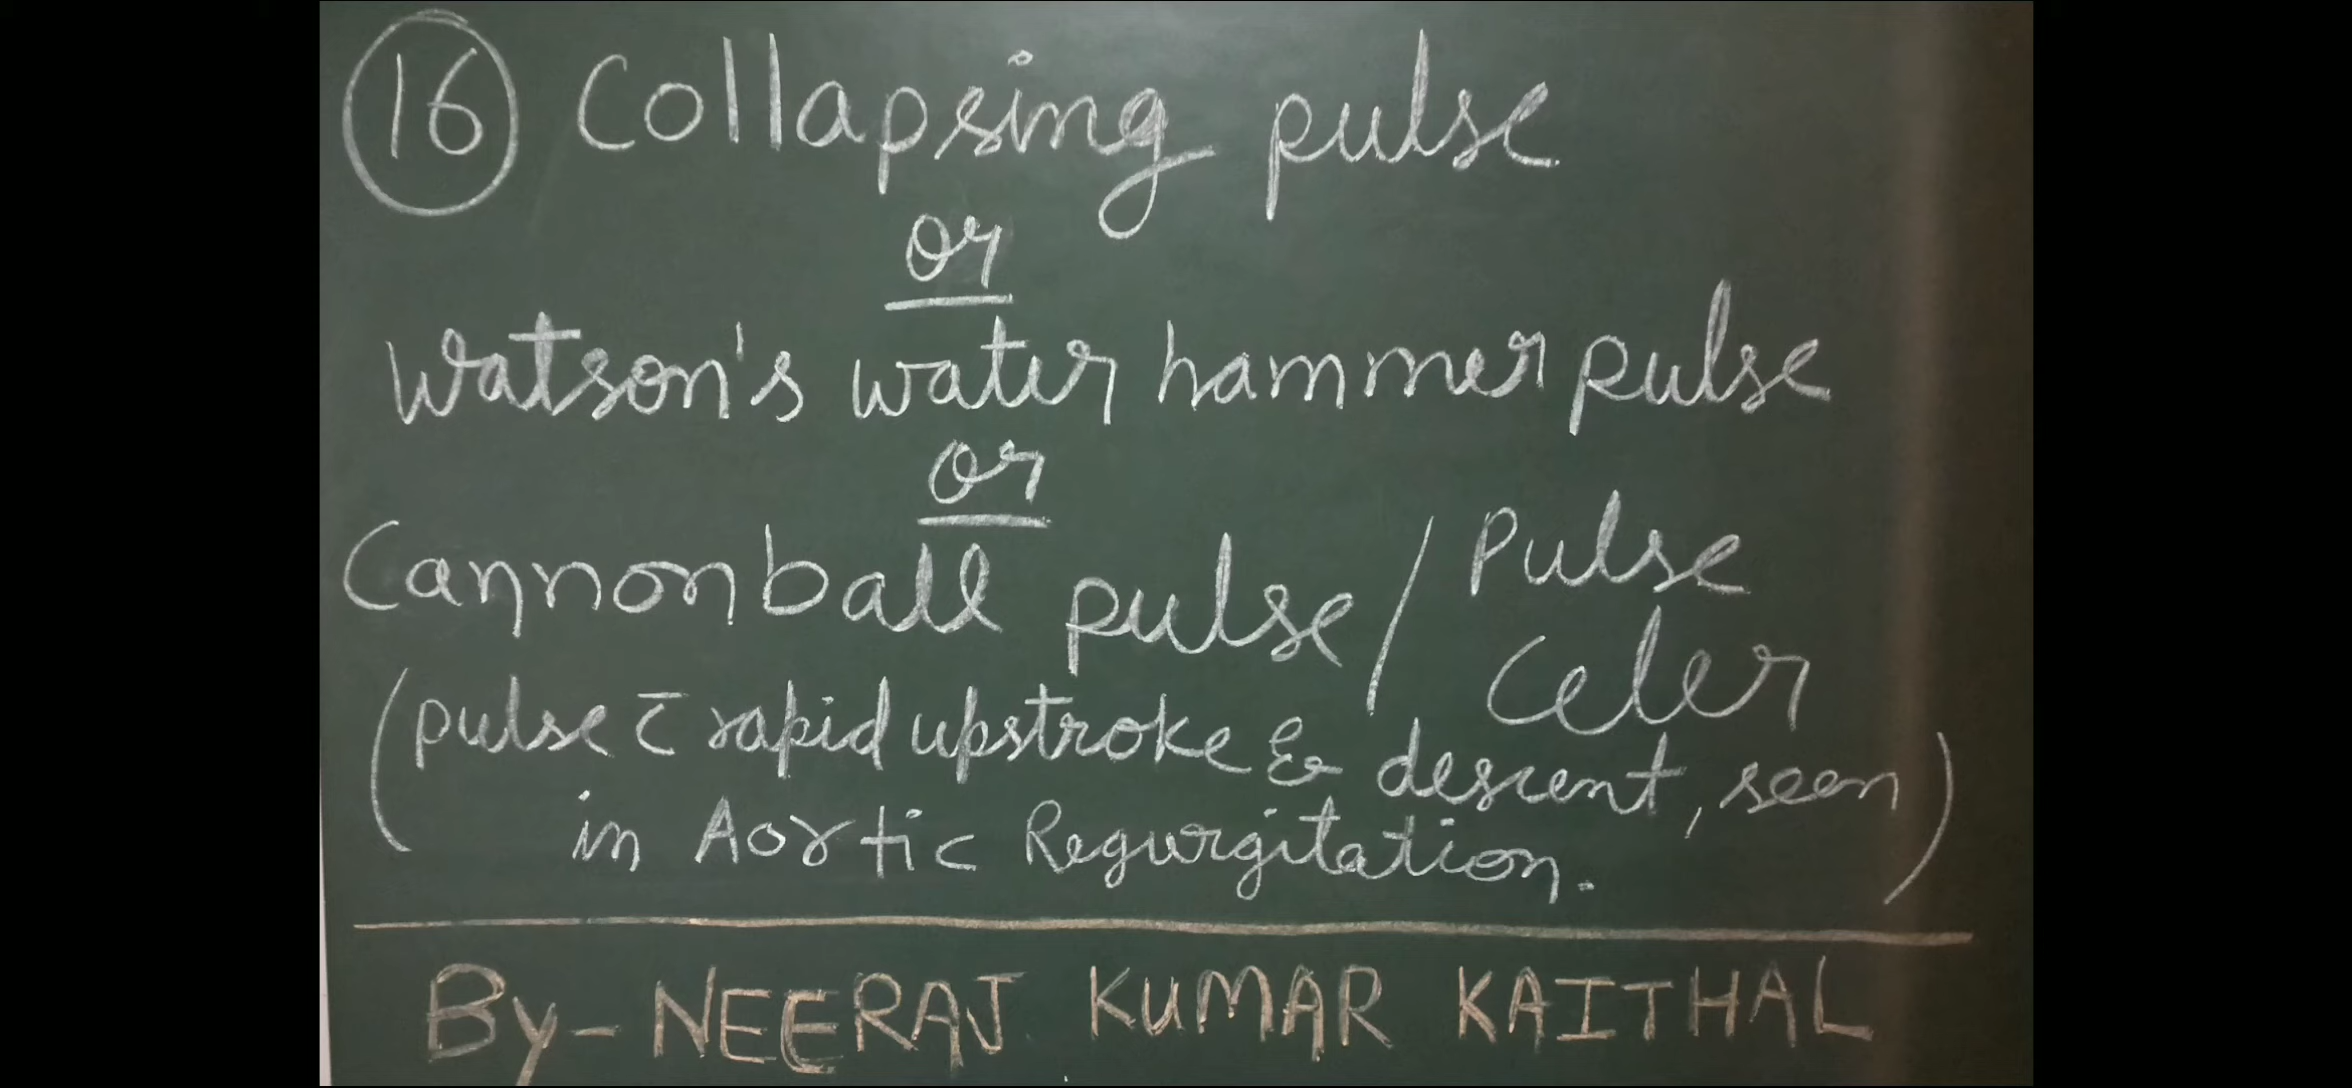 16 Collapsing pulse
or
Watson's water hammer pulse
or
Cannonball pulse / Pulse
Celer
(pulse c̄ rapid upstroke & descent, seen)
in Aortic Regurgitation.
By- NEERAJ KUMAR KAITHAL